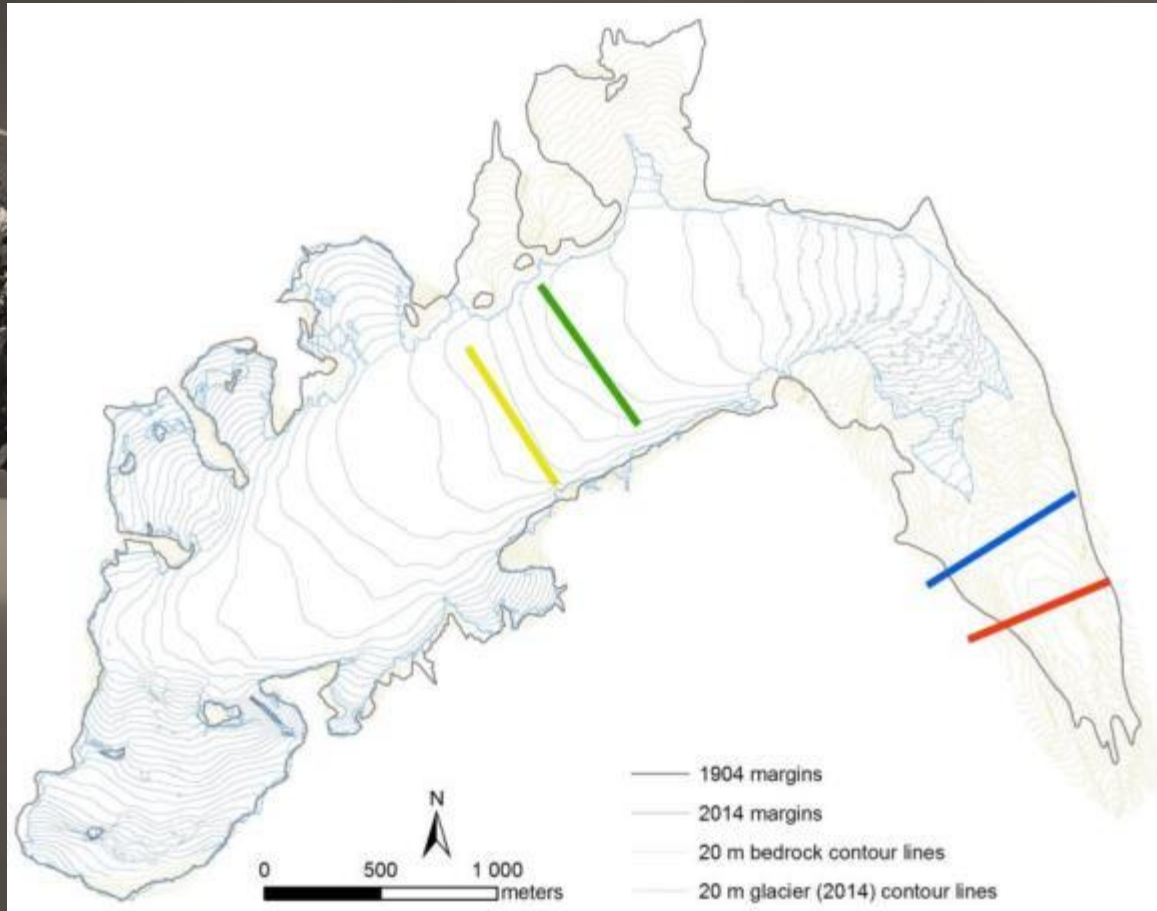 1904 margins
2014 margins
20 m bedrock contour lines
20 m glacier (2014) contour lines
N
0 500 1 000
meters